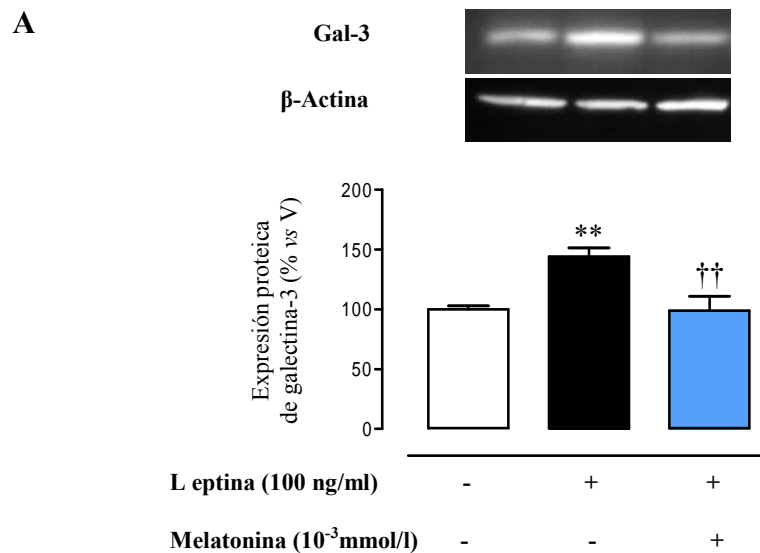 A
Gal-3
β-Actina
Expresión proteica
de galectina-3 (% vs V)
200
150
100
50
0
**
††
L eptina (100 ng/ml) - + +
Melatonina (10⁻³mmol/l) - - +